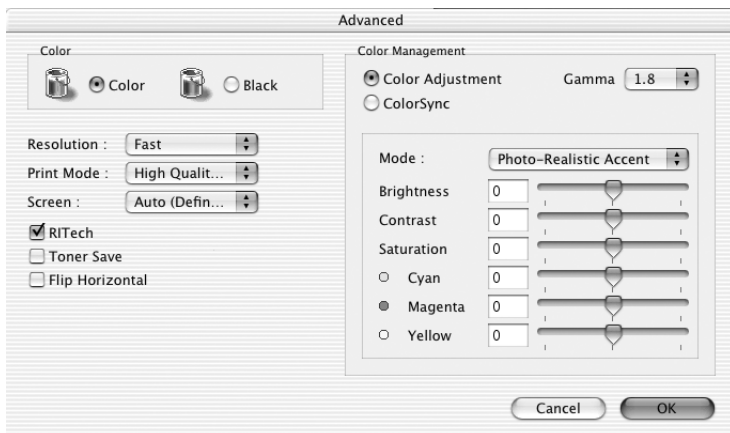 Advanced
Color
Color
Black
Resolution :
Fast
Print Mode :
High Qualit...
Screen :
Auto (Defin...
RITech
Toner Save
Flip Horizontal
Color Management
Color Adjustment
Gamma
1.8
ColorSync
Mode :
Photo-Realistic Accent
Brightness
0
Contrast
0
Saturation
0
Cyan
0
Magenta
0
Yellow
0
Cancel
OK